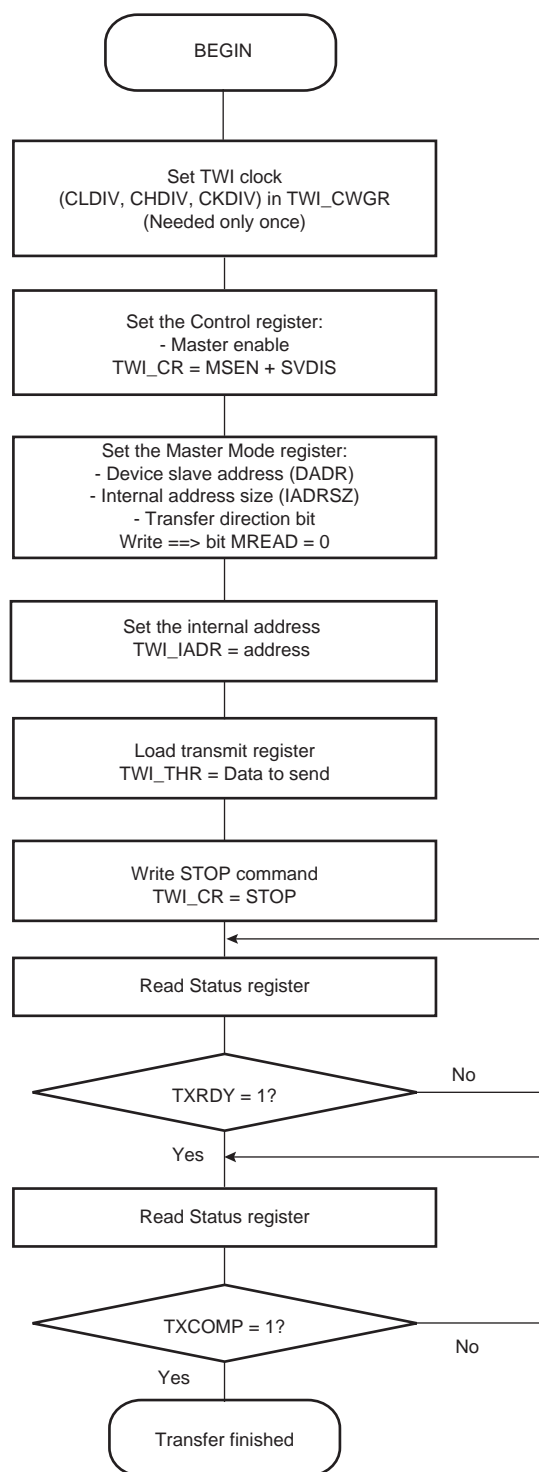 BEGIN
Set TWI clock
(CLDIV, CHDIV, CKDIV) in TWI_CWGR
(Needed only once)
Set the Control register:
- Master enable
TWI_CR = MSEN + SVDIS
Set the Master Mode register:
- Device slave address (DADR)
- Internal address size (IADRSZ)
- Transfer direction bit
Write ==> bit MREAD = 0
Set the internal address
TWI_IADR = address
Load transmit register
TWI_THR = Data to send
Write STOP command
TWI_CR = STOP
Read Status register
No
TXRDY = 1?
Yes
Read Status register
TXCOMP = 1?
No
Yes
Transfer finished